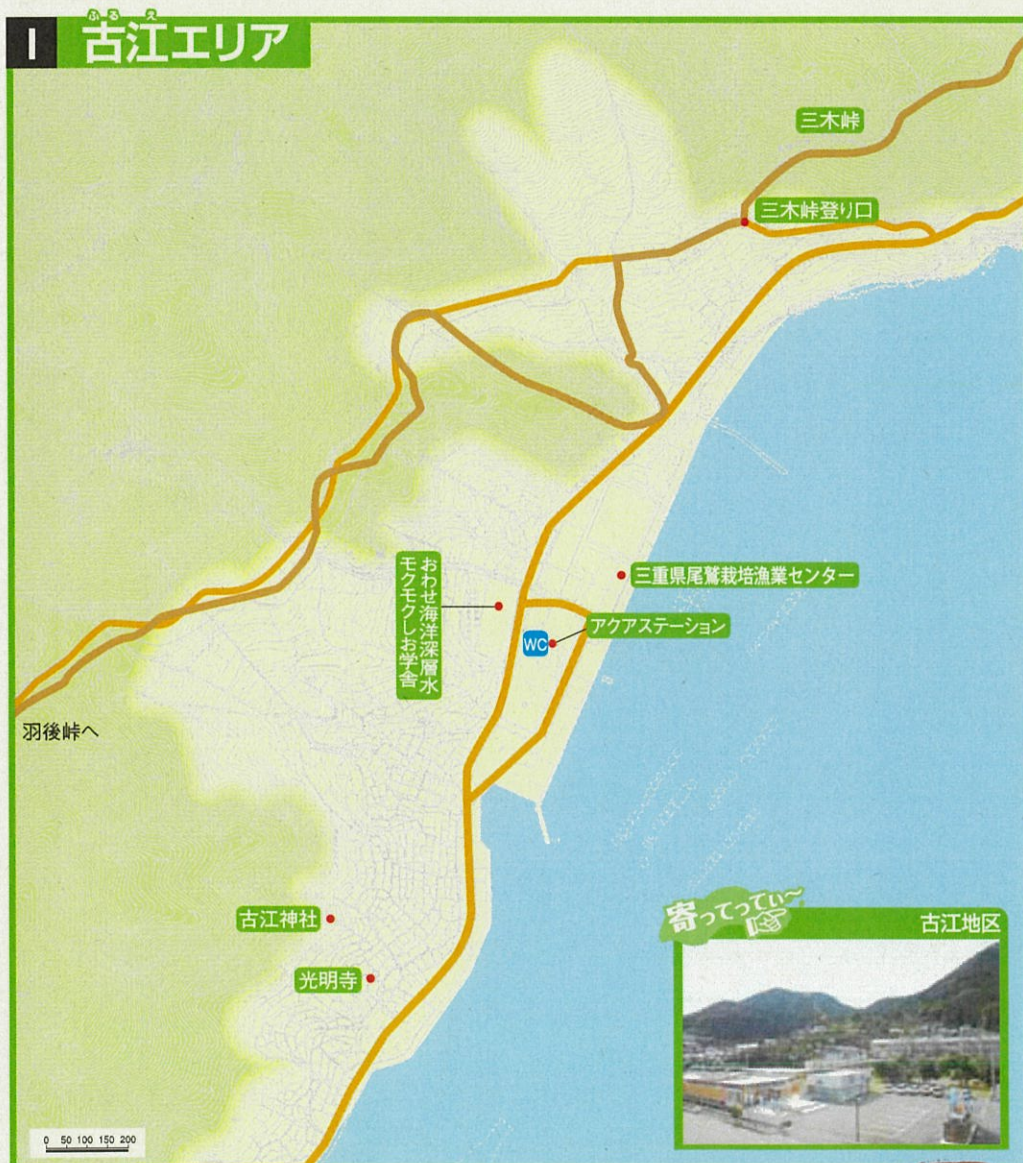 I
ふるえ
古江エリア
三木峠
三木峠登り口
三重県尾鷲栽培漁業センター
おわせ海洋深層水
モクモクしお学舎
アクアステーション
WC
羽後峠へ
古江神社
光明寺
寄ってってぃ〜
古江地区
0 50 100 150 200